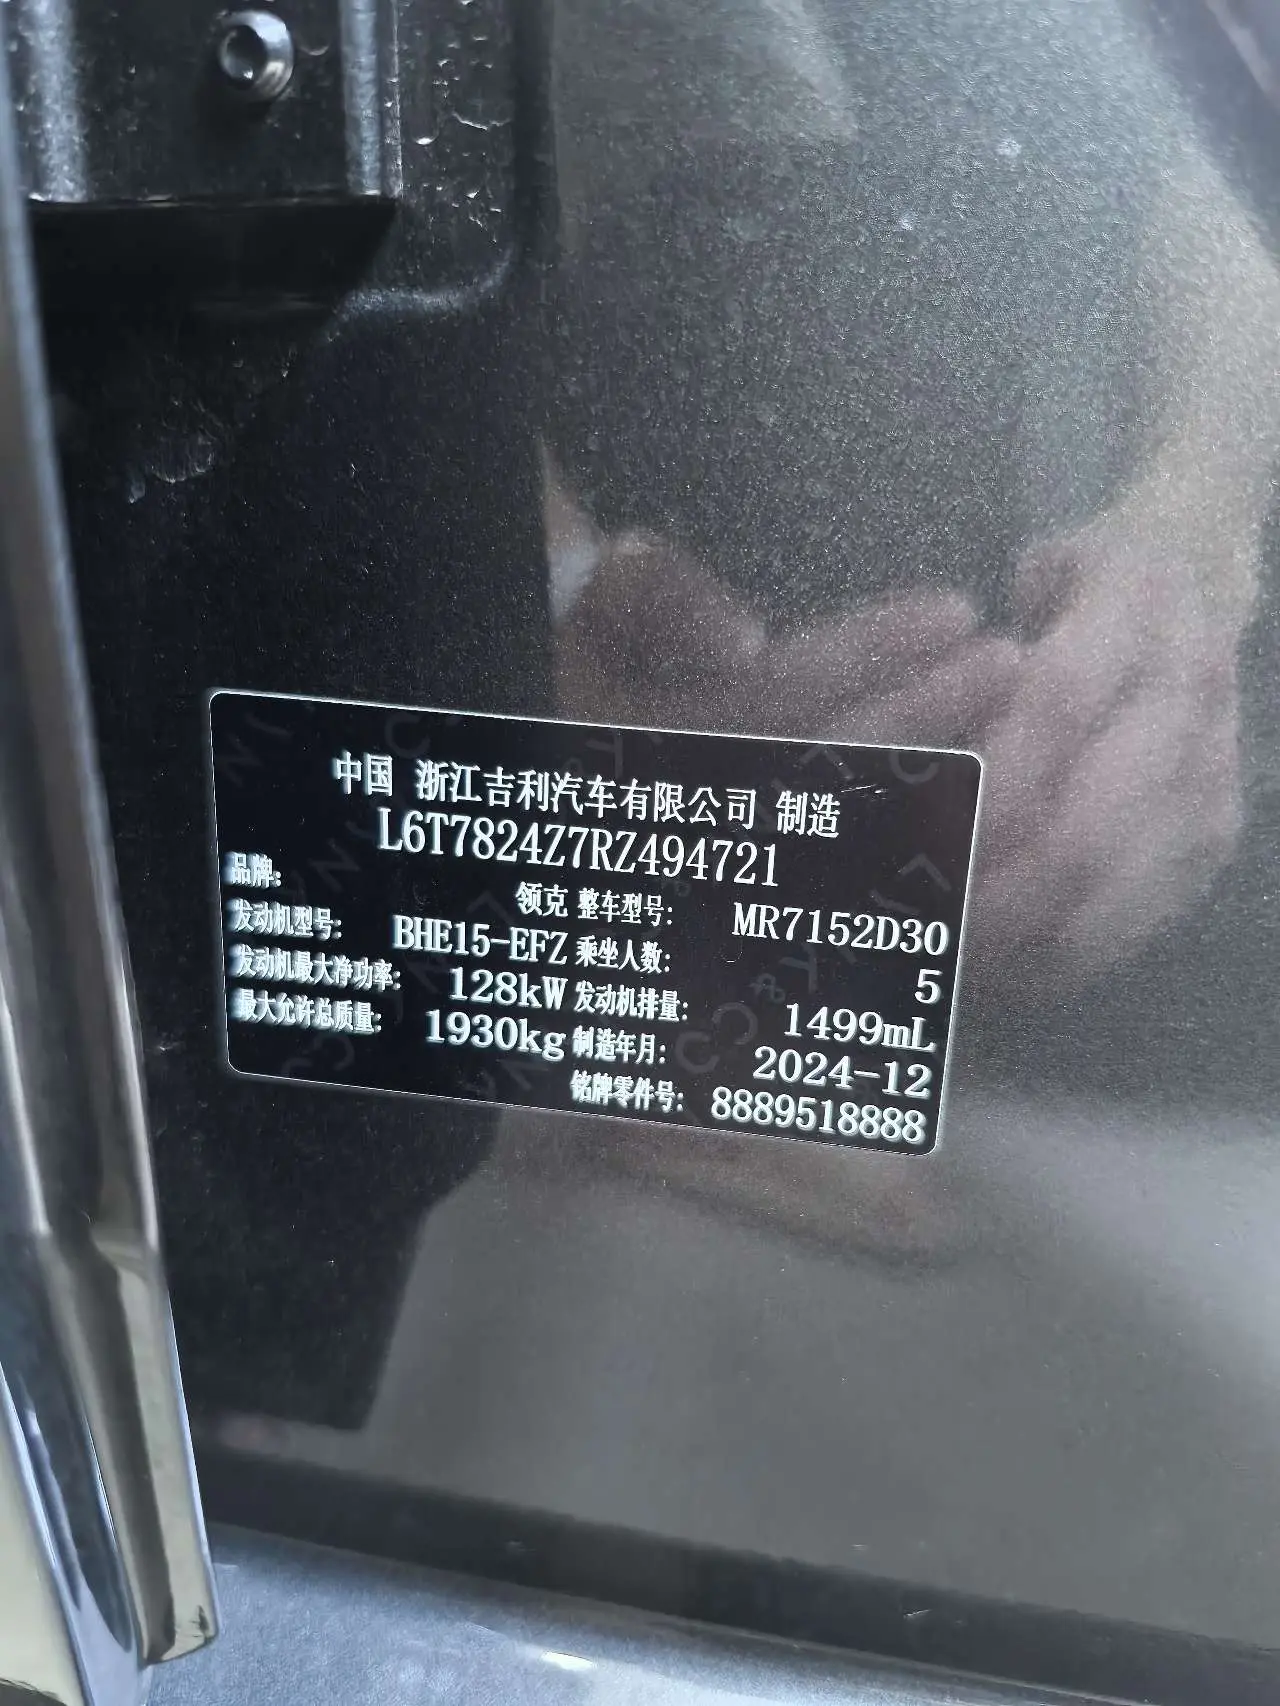 中国 浙江吉利汽车有限公司 制造
L6T7824Z7RZ494721
品牌: 领克 整车型号: MR7152D30
发动机型号: BHE15-EFZ 乘坐人数: 5
发动机最大净功率: 128kW 发动机排量: 1499mL
最大允许总质量: 1930kg 制造年月: 2024-12
铭牌零件号: 8889518888